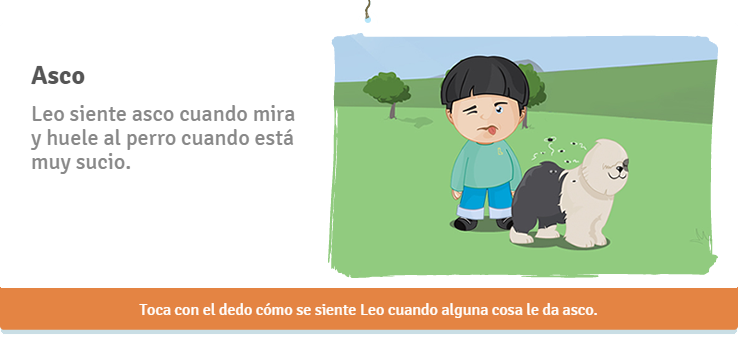 Asco
Leo siente asco cuando mira
y huele al perro cuando está
muy sucio.
Toca con el dedo cómo se siente Leo cuando alguna cosa le da asco.